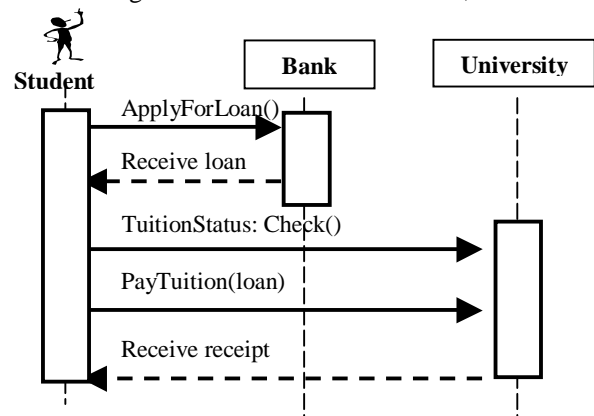 Student
Bank
University
ApplyForLoan()
Receive loan
TuitionStatus: Check()
PayTuition(loan)
Receive receipt